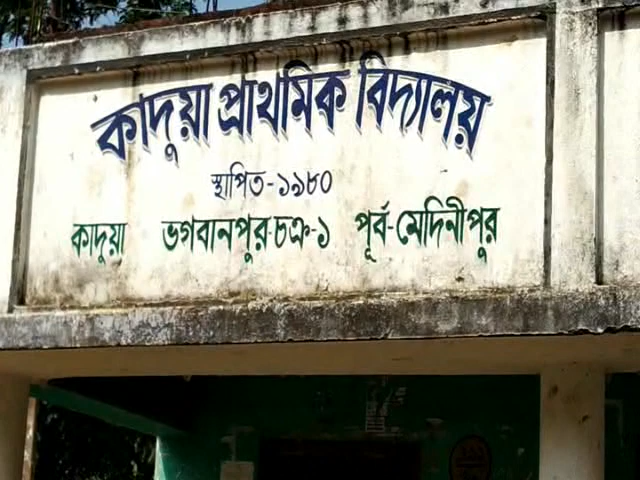 কাদুয়া প্রাথমিক বিদ্যালয়
স্থাপিত-১৯৮০
কাদুয়া ভগবানপুর-চক্র-১ পূর্ব-মেদিনীপুর